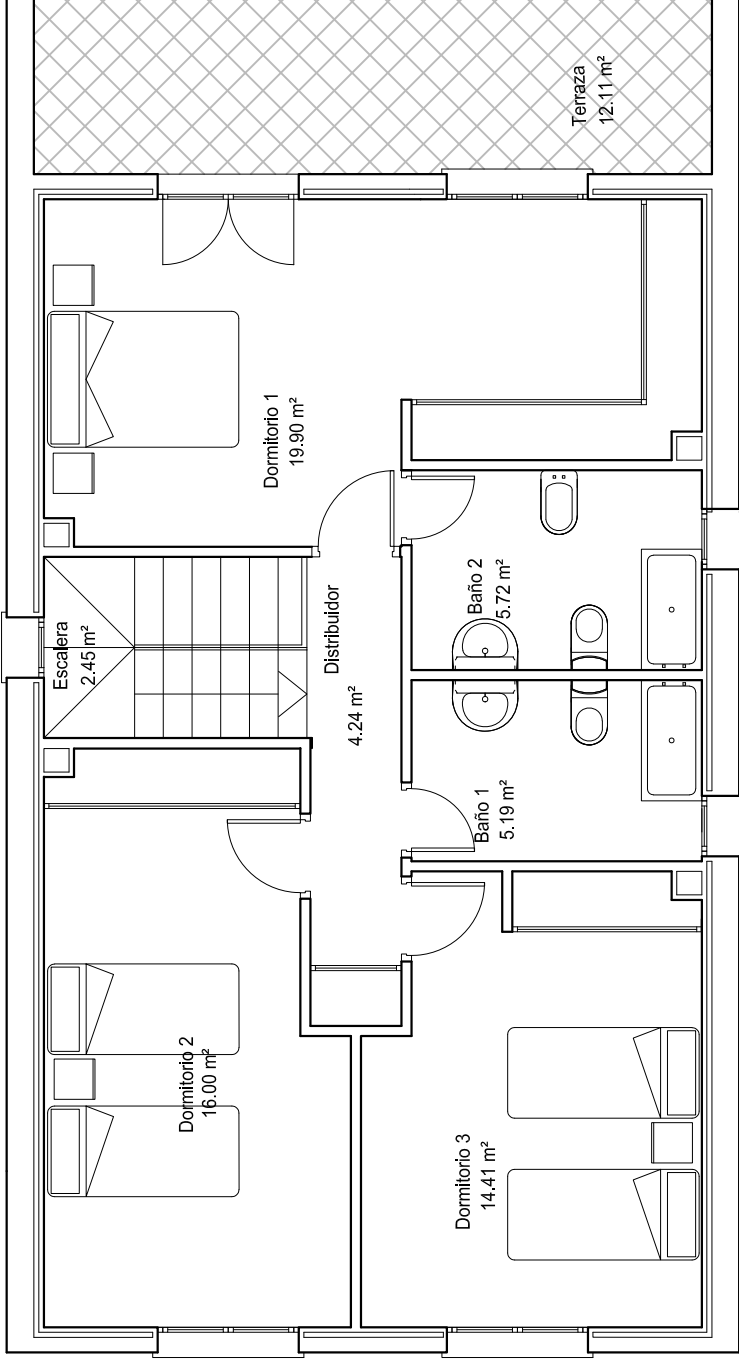 Terraza
12.11 m²
Dormitorio 1
19.90 m²
Escalera
2.45 m²
Distribuidor
4.24 m²
Baño 2
5.72 m²
Baño 1
5.19 m²
Dormitorio 2
16.00 m²
Dormitorio 3
14.41 m²